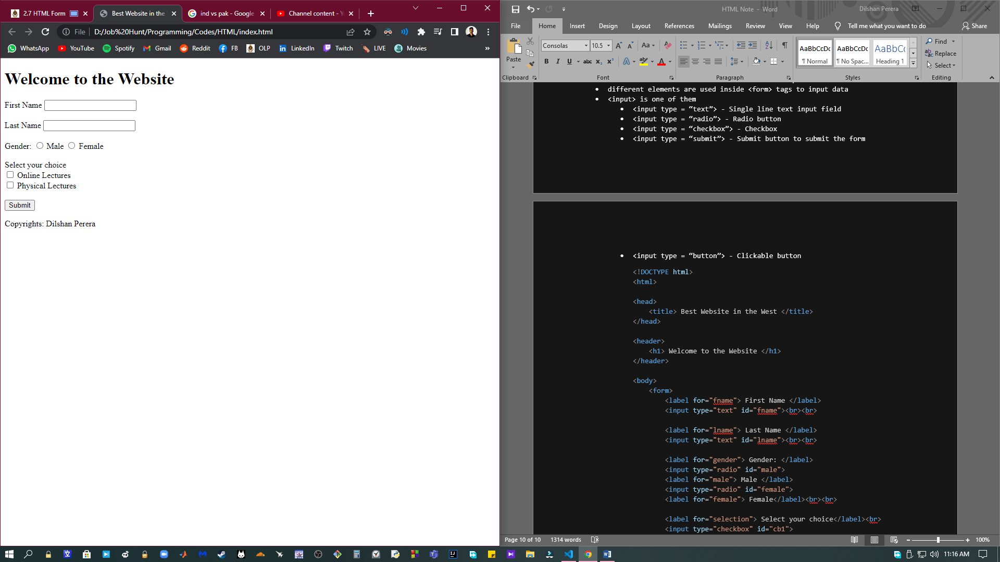 2.7 HTML Form
Best Website in the
ind vs pak - Google
Channel content - Y
File
D:/Job%20Hunt/Programming/Codes/HTML/index.html
WhatsApp
YouTube
Spotify
Gmail
Reddit
FB
OLP
LinkedIn
Twitch
LIVE
Movies
»
Welcome to the Website
First Name
Last Name
Gender: Male Female
Select your choice
Online Lectures
Physical Lectures
Submit
Copyrights: Dilshan Perera
HTML Note - Word
Dilshan Perera
File Home Insert Design Layout References Mailings Review View Help Tell me what you want to do Share
Paste
Clipboard
Consolas 10.5
Font
Paragraph
AaBbCcDc
¶ Normal
AaBbCcDc
¶ No Spac...
AaBbC
Heading 1
Styles
Find
Replace
Select
Editing
• different elements are used inside <form> tags to input data
• <input> is one of them
• <input type = “text”> - Single line text input field
• <input type = “radio”> - Radio button
• <input type = “checkbox”> - Checkbox
• <input type = “submit”> - Submit button to submit the form
• <input type = “button”> - Clickable button
<!DOCTYPE html>
<html>
<head>
<title> Best Website in the West </title>
</head>
<header>
<h1> Welcome to the Website </h1>
</header>
<body>
<form>
<label for="fname"> First Name </label>
<input type="text" id="fname"><br><br>
<label for="lname"> Last Name </label>
<input type="text" id="lname"><br><br>
<label for="gender"> Gender: </label>
<input type="radio" id="male">
<label for="male"> Male </label>
<input type="radio" id="female">
<label for="female"> Female</label><br><br>
<label for="selection"> Select your choice</label><br>
<input type="checkbox" id="cb1">
Page 10 of 10 1314 words
100%
11:16 AM